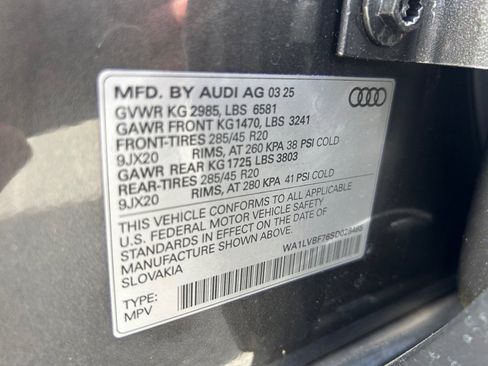 MFD. BY AUDI AG 03 25
GVWR KG 2985, LBS 6581
GAWR FRONT KG1470, LBS 3241
FRONT-TIRES 285/45 R20
9JX20 RIMS, AT 260 KPA 38 PSI COLD
GAWR REAR KG 1725, LBS 3803
REAR-TIRES 285/45 R20
9JX20 RIMS, AT 280 KPA 41 PSI COLD
THIS VEHICLE CONFORMS TO ALL APPLICABLE
U.S. FEDERAL MOTOR VEHICLE SAFETY
STANDARDS IN EFFECT ON THE DATE OF
MANUFACTURE SHOWN ABOVE.
SLOVAKIA
TYPE:
MPV